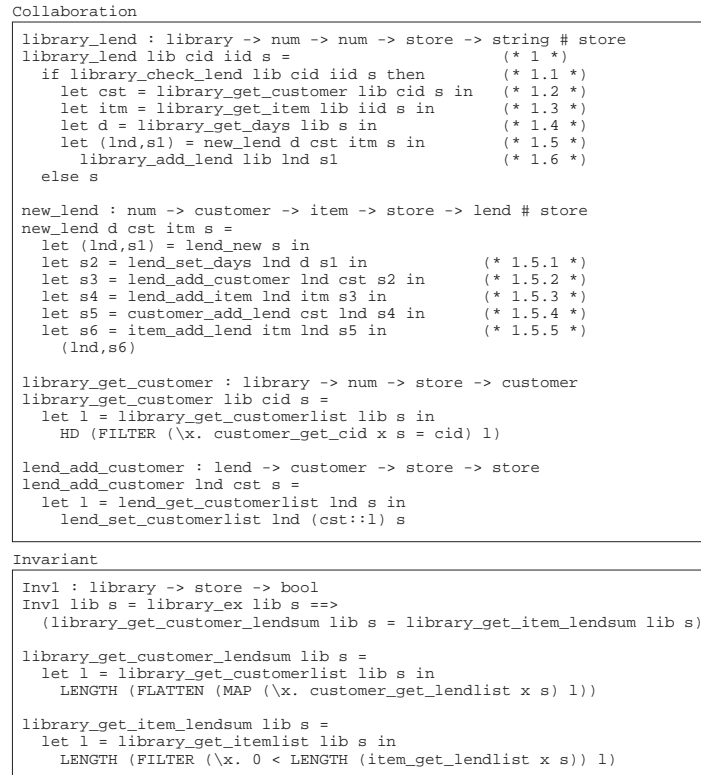 Collaboration
library_lend : library -> num -> num -> store -> string # store
library_lend lib cid iid s = (* 1 *)
if library_check_lend lib cid iid s then (* 1.1 *)
let cst = library_get_customer lib cid s in (* 1.2 *)
let itm = library_get_item lib iid s in (* 1.3 *)
let d = library_get_days lib s in (* 1.4 *)
let (lnd,s1) = new_lend d cst itm s in (* 1.5 *)
library_add_lend lib lnd s1 (* 1.6 *)
else s
new_lend : num -> customer -> item -> store -> lend # store
new_lend d cst itm s =
let (lnd,s1) = lend_new s in
let s2 = lend_set_days lnd d s1 in (* 1.5.1 *)
let s3 = lend_add_customer lnd cst s2 in (* 1.5.2 *)
let s4 = lend_add_item lnd itm s3 in (* 1.5.3 *)
let s5 = customer_add_lend cst lnd s4 in (* 1.5.4 *)
let s6 = item_add_lend itm lnd s5 in (* 1.5.5 *)
(lnd,s6)
library_get_customer : library -> num -> store -> customer
library_get_customer lib cid s =
let l = library_get_customerlist lib s in
HD (FILTER (\x. customer_get_cid x s = cid) l)
lend_add_customer : lend -> customer -> store -> store
lend_add_customer lnd cst s =
let l = lend_get_customerlist lnd s in
lend_set_customerlist lnd (cst::l) s
Invariant
Inv1 : library -> store -> bool
Inv1 lib s = library_ex lib s ==>
(library_get_customer_lendsum lib s = library_get_item_lendsum lib s)
library_get_customer_lendsum lib s =
let l = library_get_customerlist lib s in
LENGTH (FLATTEN (MAP (\x. customer_get_lendlist x s) l))
library_get_item_lendsum lib s =
let l = library_get_itemlist lib s in
LENGTH (FILTER (\x. 0 < LENGTH (item_get_lendlist x s)) l)